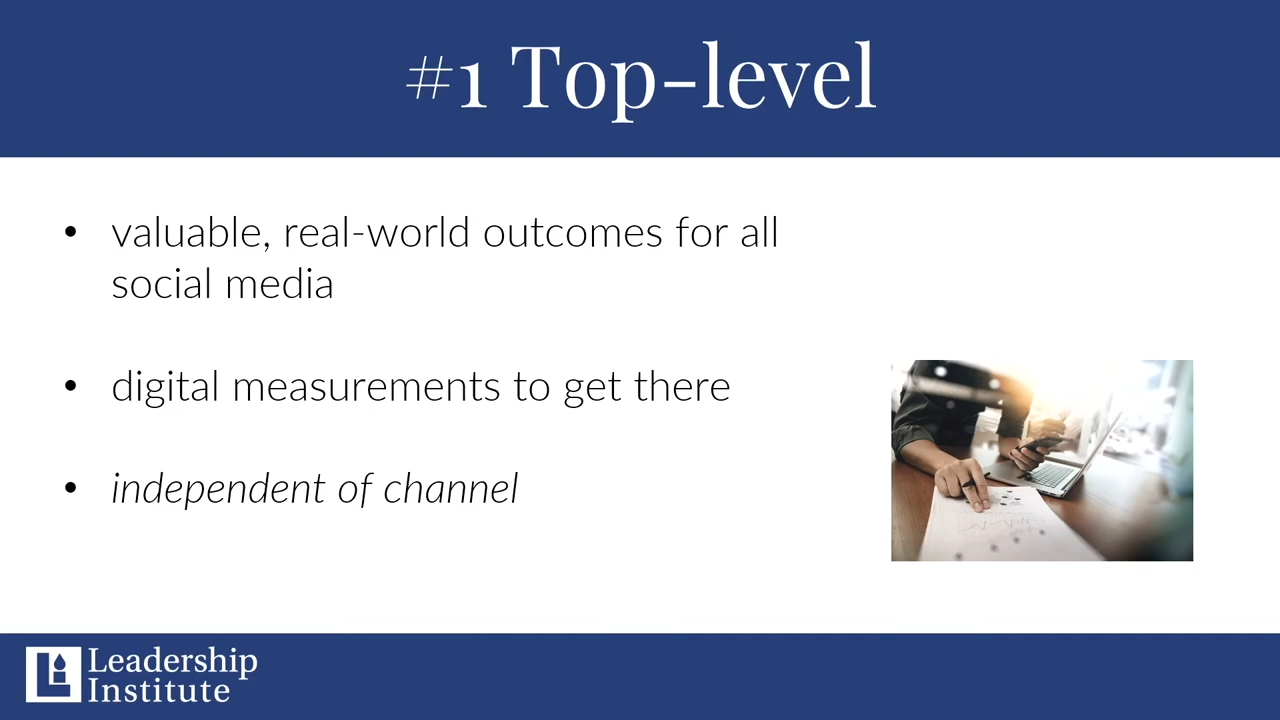 #1 Top-level
• valuable, real-world outcomes for all
social media
• digital measurements to get there
• independent of channel
Leadership
Institute